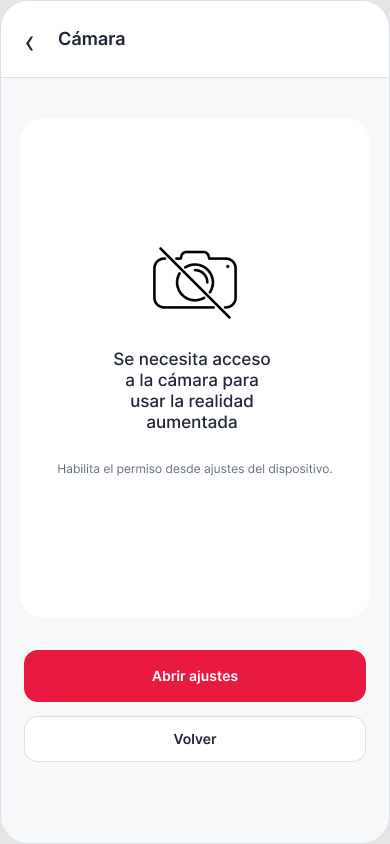 Cámara
Se necesita acceso
a la cámara para
usar la realidad
aumentada
Habilita el permiso desde ajustes del dispositivo.
Abrir ajustes
Volver